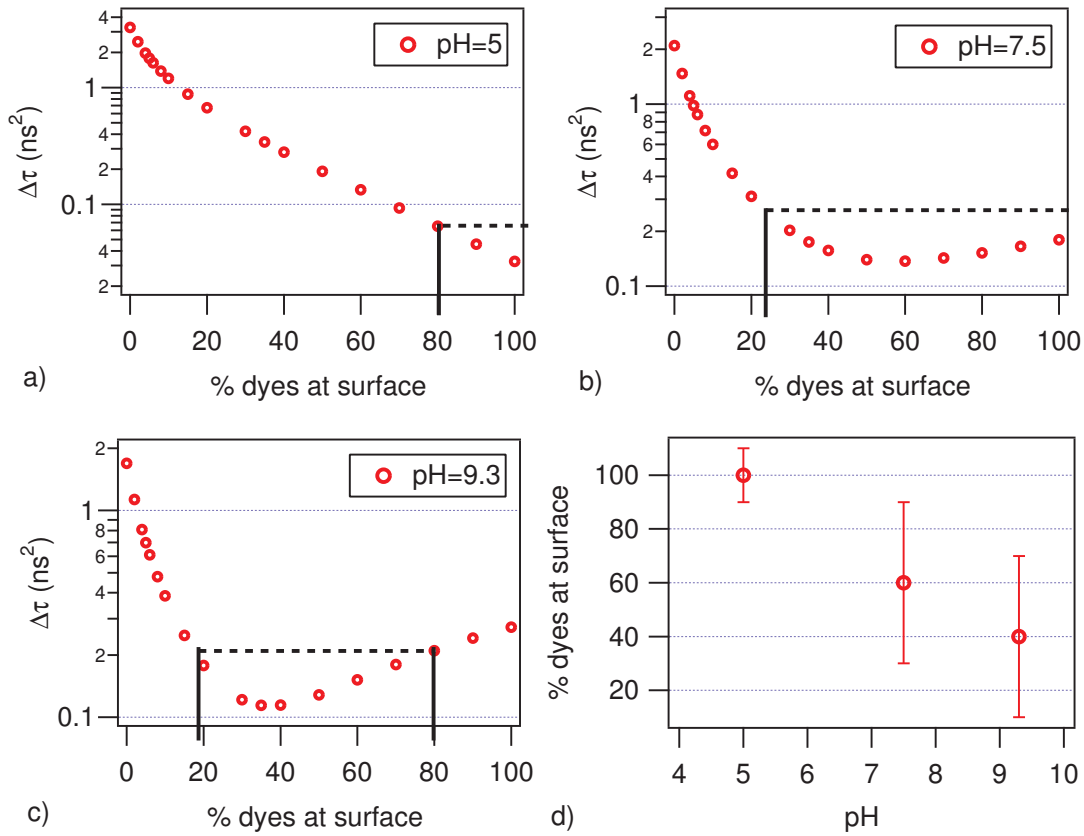 4
2
1
4
2
0.1
4
2
Δτ (ns²)
pH=5
0 20 40 60 80 100
% dyes at surface
a)
2
1
8
6
4
2
0.1
Δτ (ns²)
pH=7.5
0 20 40 60 80 100
% dyes at surface
b)
2
1
8
6
4
2
0.1
Δτ (ns²)
pH=9.3
0 20 40 60 80 100
% dyes at surface
c)
100
80
60
40
20
% dyes at surface
4 5 6 7 8 9 10
pH
d)